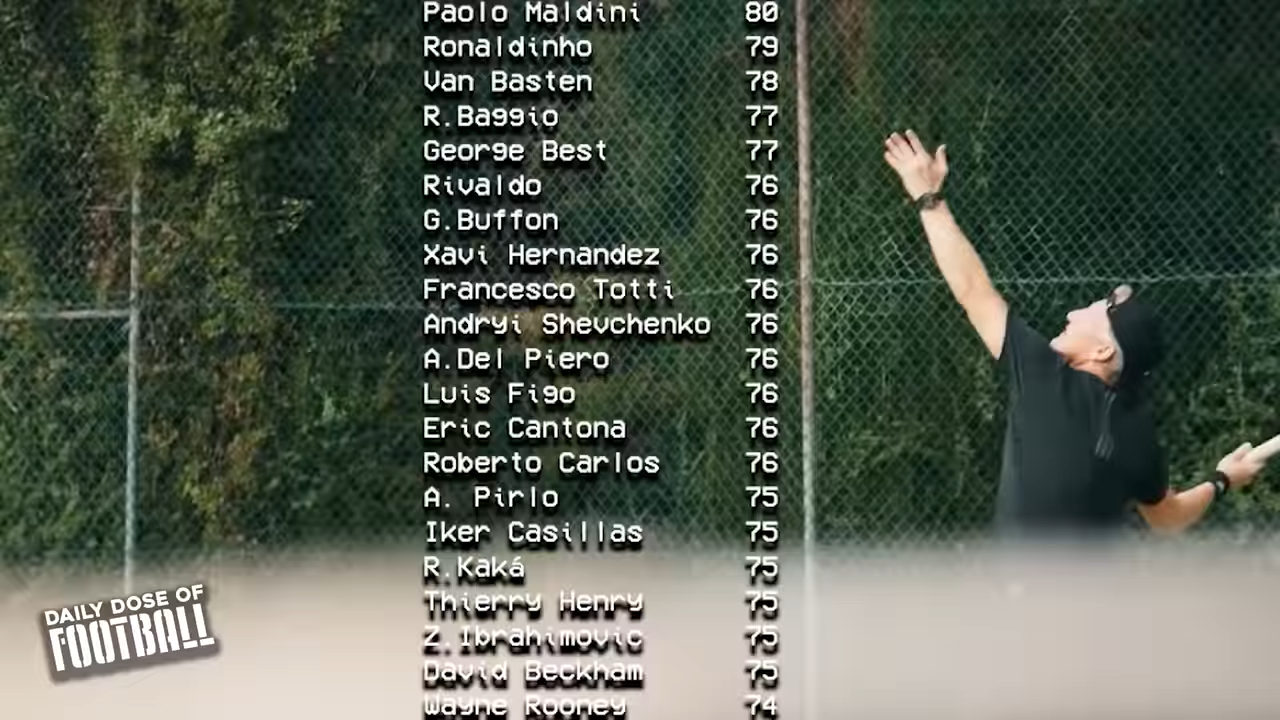 Paolo Maldini 80
Ronaldinho 79
Van Basten 78
R.Baggio 77
George Best 77
Rivaldo 76
G.Buffon 76
Xavi Hernandez 76
Francesco Totti 76
Andryi Shevchenko 76
A.Del Piero 76
Luis Figo 76
Eric Cantona 76
Roberto Carlos 76
A. Pirlo 75
Iker Casillas 75
R.Kaká 75
Thierry Henry 75
Z.Ibrahimovic 75
David Beckham 75
Wayne Rooney 74
DAILY DOSE OF
FOOTBALL